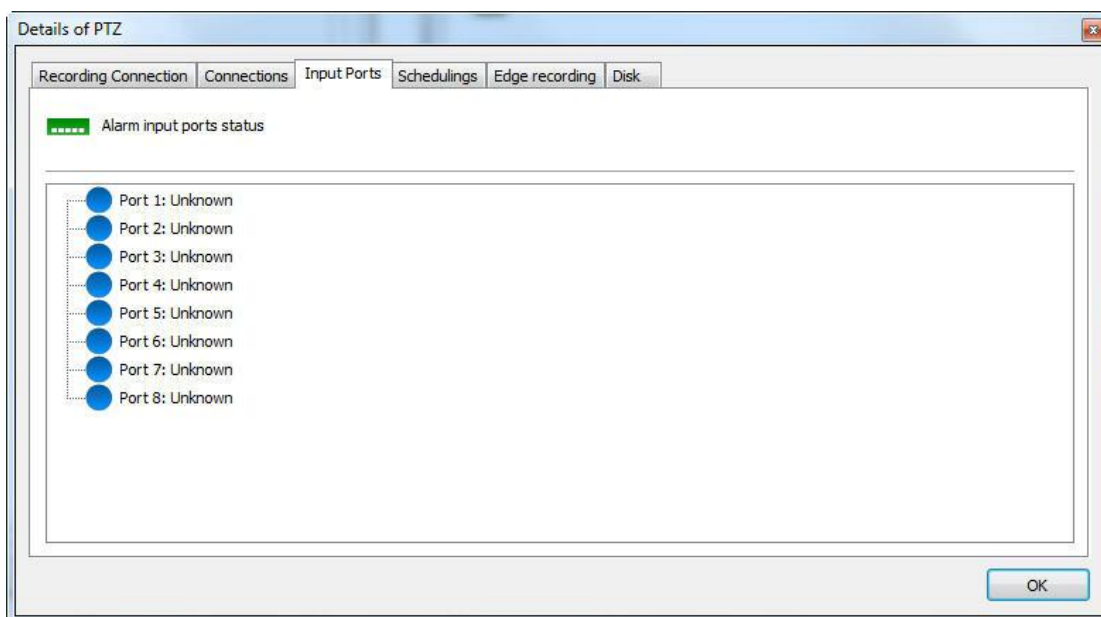 Details of PTZ
Recording Connection Connections Input Ports Schedulings Edge recording Disk
Alarm input ports status
Port 1: Unknown
Port 2: Unknown
Port 3: Unknown
Port 4: Unknown
Port 5: Unknown
Port 6: Unknown
Port 7: Unknown
Port 8: Unknown
OK